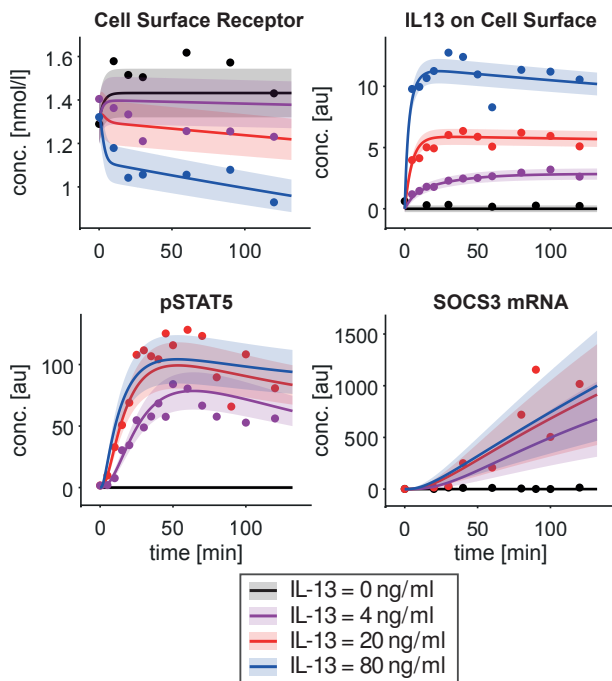 Cell Surface Receptor
IL13 on Cell Surface
conc. [nmol/l]
1.6
1.4
1.2
1
0
50
100
conc. [au]
10
5
0
0
50
100
pSTAT5
SOCS3 mRNA
conc. [au]
100
50
0
0
50
100
time [min]
conc. [au]
1500
1000
500
0
0
50
100
time [min]
IL-13 = 0 ng/ml
IL-13 = 4 ng/ml
IL-13 = 20 ng/ml
IL-13 = 80 ng/ml